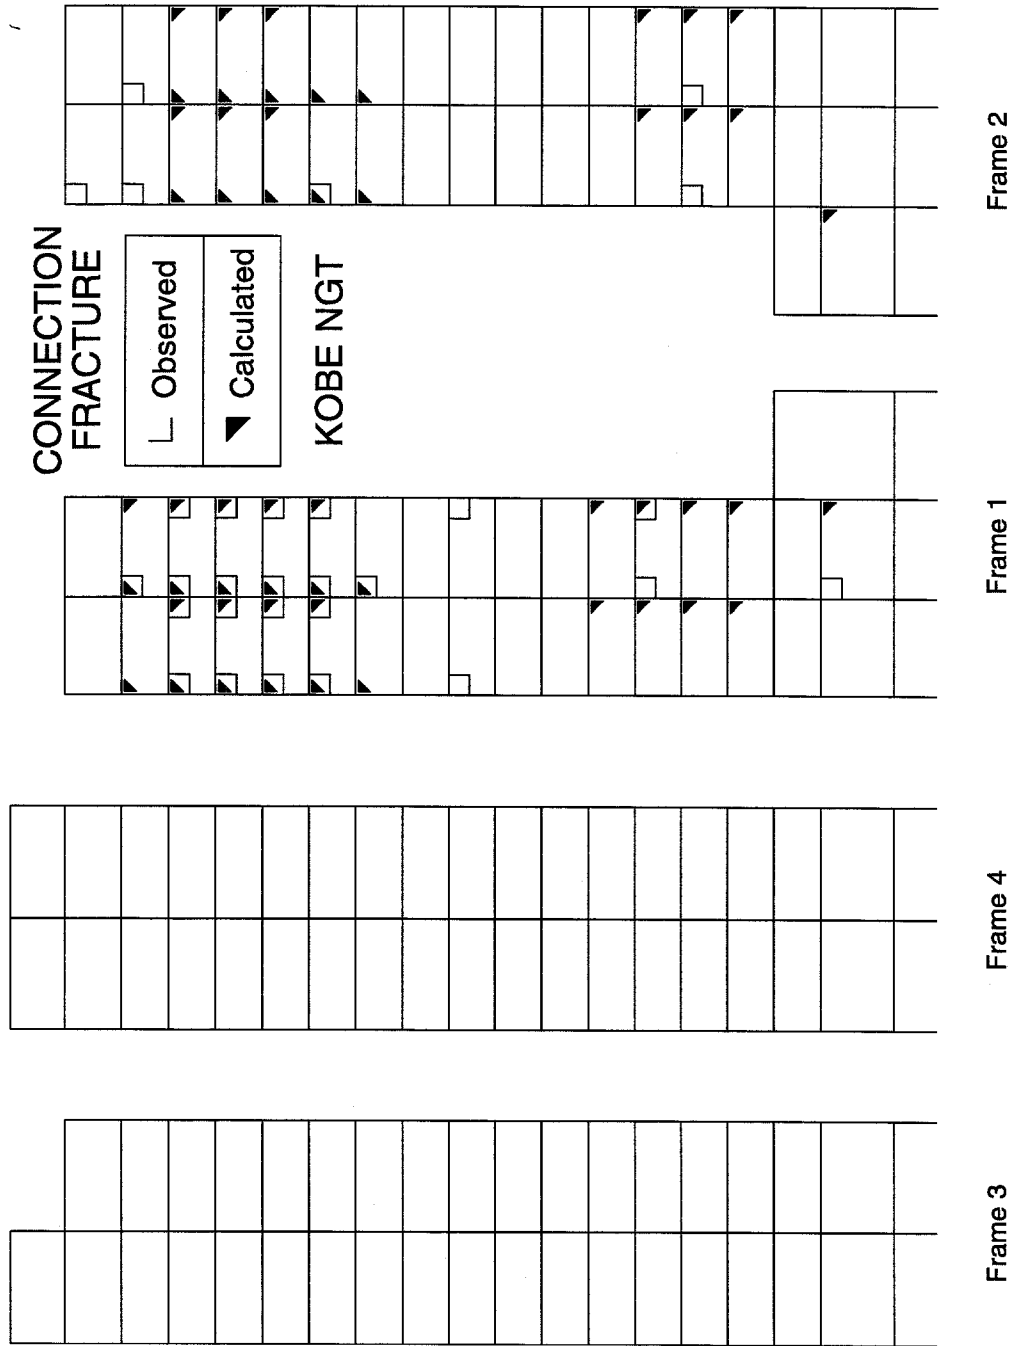 CONNECTION
FRACTURE
Observed
Calculated
KOBE NGT
Frame 3
Frame 4
Frame 1
Frame 2